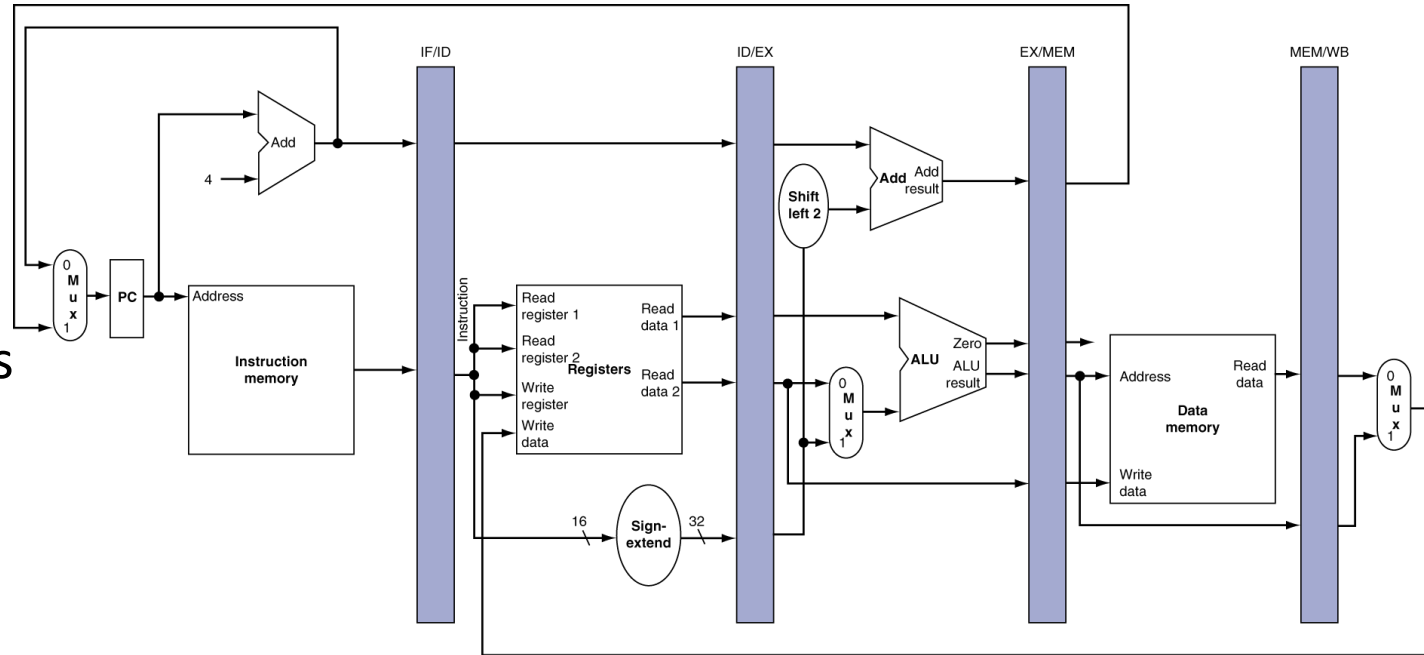 IF/ID
ID/EX
EX/MEM
MEM/WB
Add
4
Add
Add
result
Shift
left 2
0
M
u
x
1
PC
Address
Instruction
memory
Instruction
Read
register 1
Read
register 2
Write
register
Write
data
Registers
Read
data 1
Read
data 2
16
Sign-
extend
32
0
M
u
x
1
ALU
Zero
ALU
result
Address
Read
data
Data
memory
Write
data
0
M
u
x
1
s